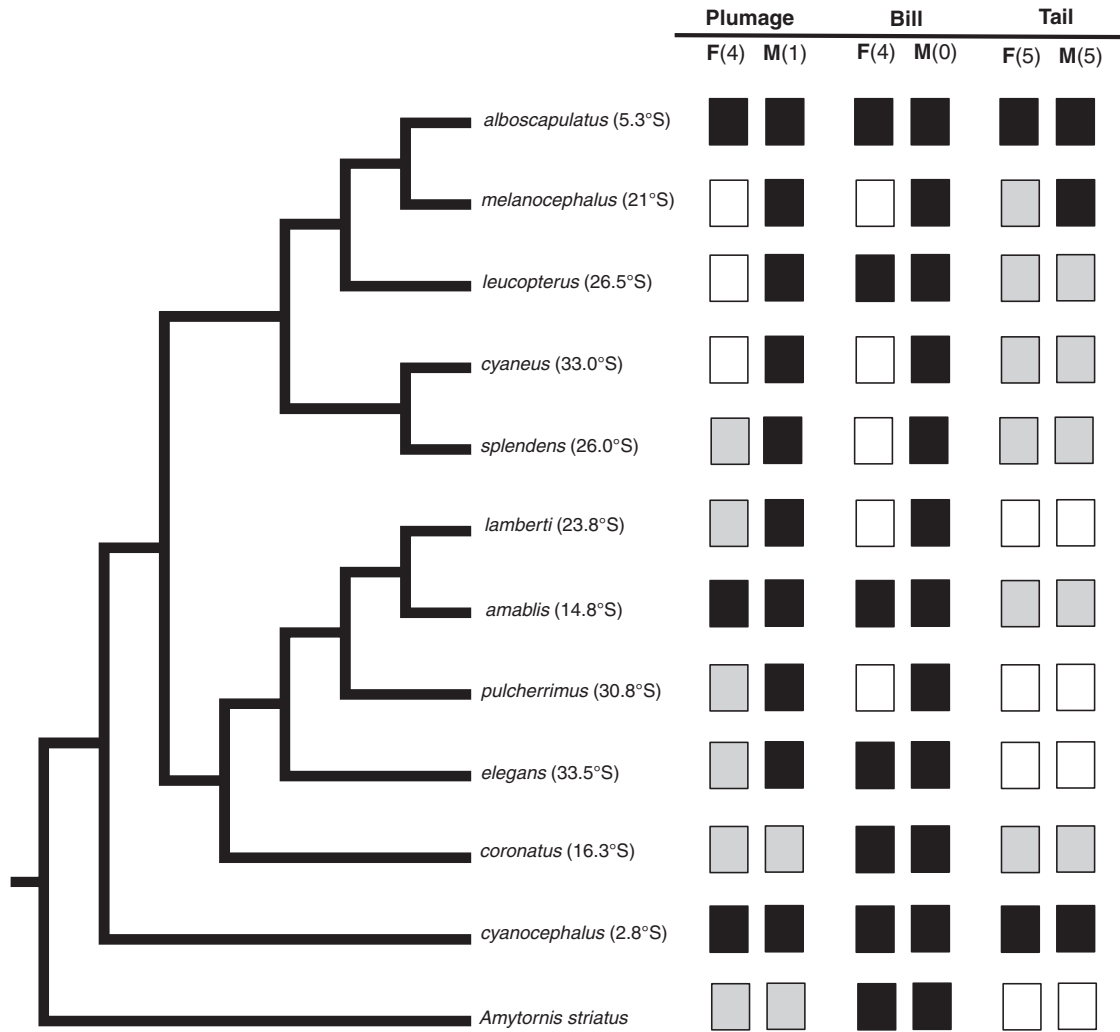 Plumage Bill Tail
F(4) M(1) F(4) M(0) F(5) M(5)
alboscapulatus (5.3°S)
melanocephalus (21°S)
leucopterus (26.5°S)
cyaneus (33.0°S)
splendens (26.0°S)
lamberti (23.8°S)
amablis (14.8°S)
pulcherrimus (30.8°S)
elegans (33.5°S)
coronatus (16.3°S)
cyanocephalus (2.8°S)
Amytornis striatus